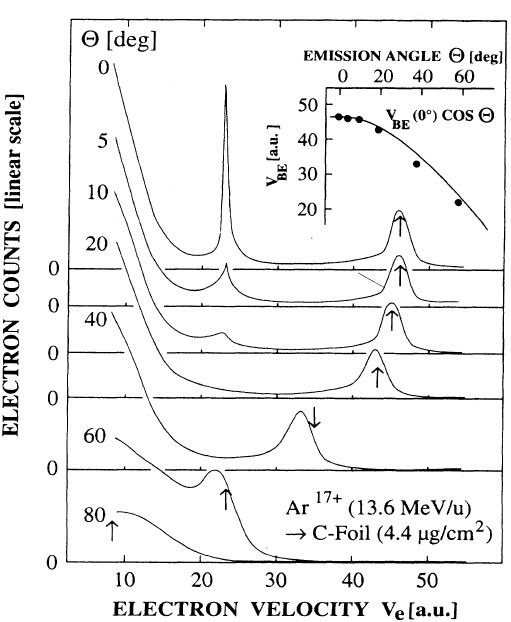 Θ [deg]
EMISSION ANGLE Θ [deg]
0 20 40 60
V_BE (0°) COS Θ
V_BE [a.u.]
50
40
30
20
ELECTRON COUNTS [linear scale]
0
5
10
20
40
60
80
0
0
0
0
0
0
Ar 17+ (13.6 MeV/u)
→ C-Foil (4.4 μg/cm²)
10 20 30 40 50
ELECTRON VELOCITY Ve [a.u.]